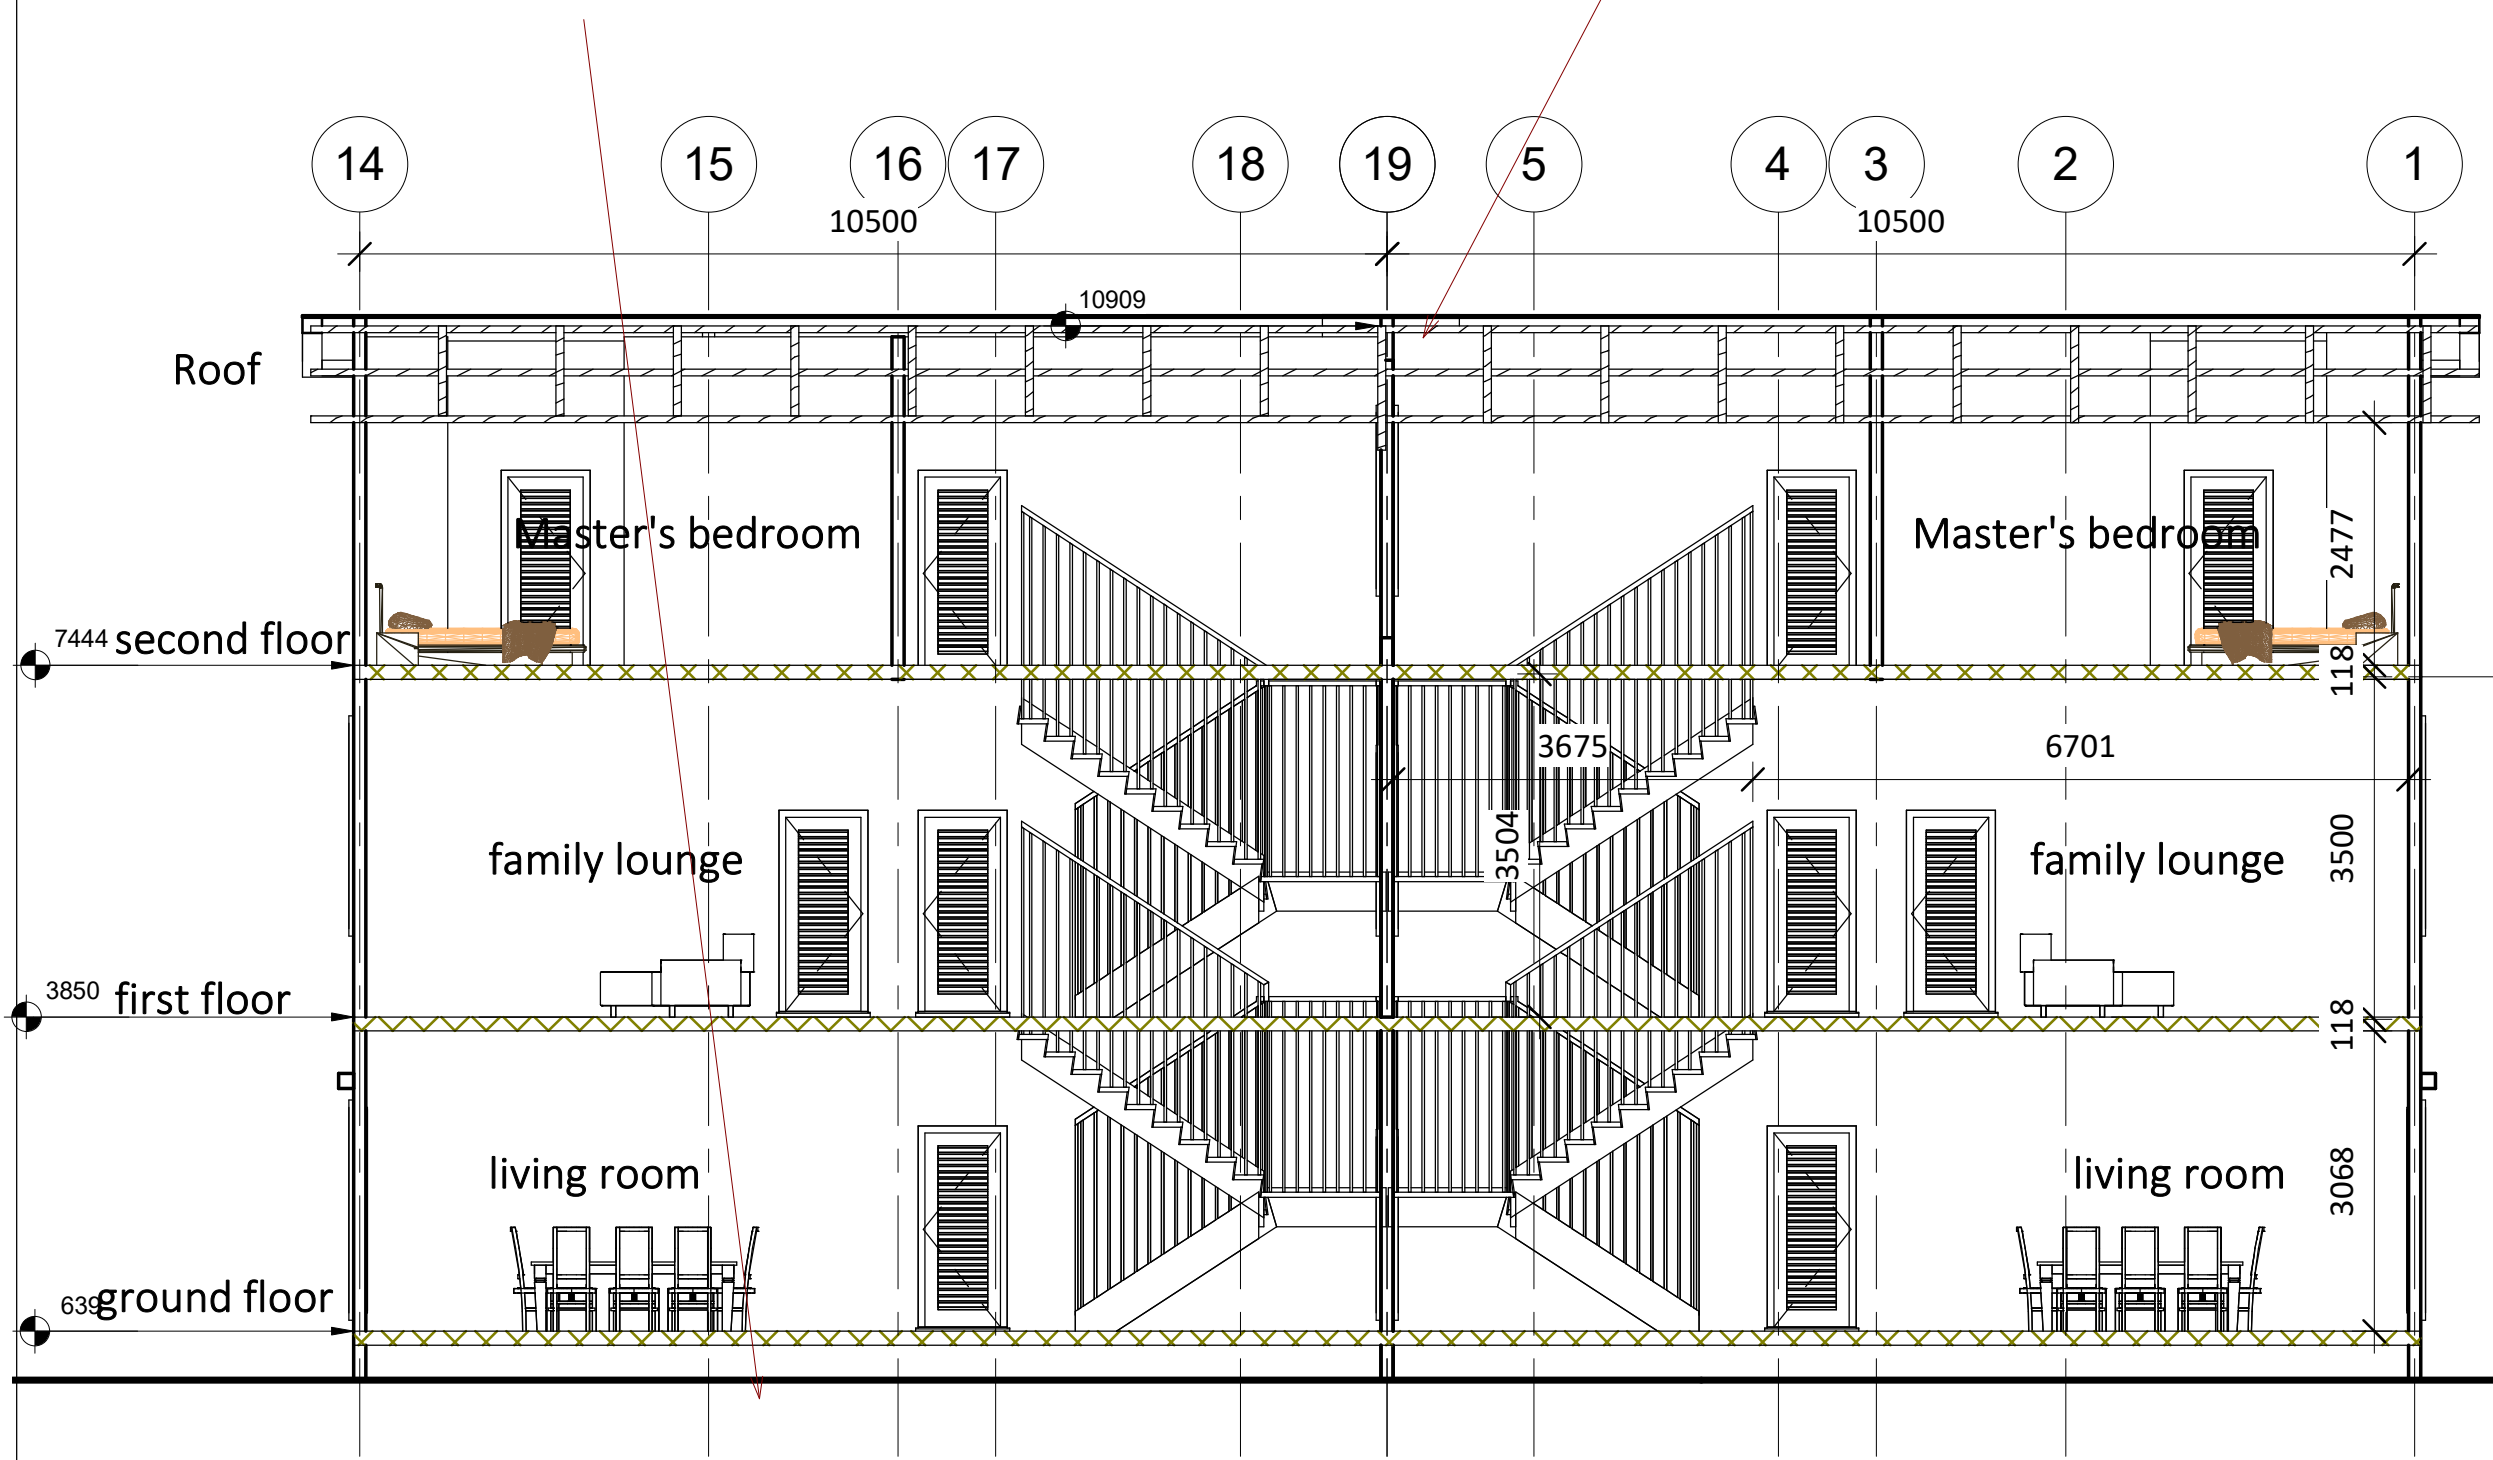 14 15 16 17 18 19 5 4 3 2 1
10500 10500
10909
Roof
Master's bedroom Master's bedroom
2477
7444 second floor
118
3675 6701
3504
family lounge family lounge
3500
3850 first floor
118
living room living room
3068
639 ground floor